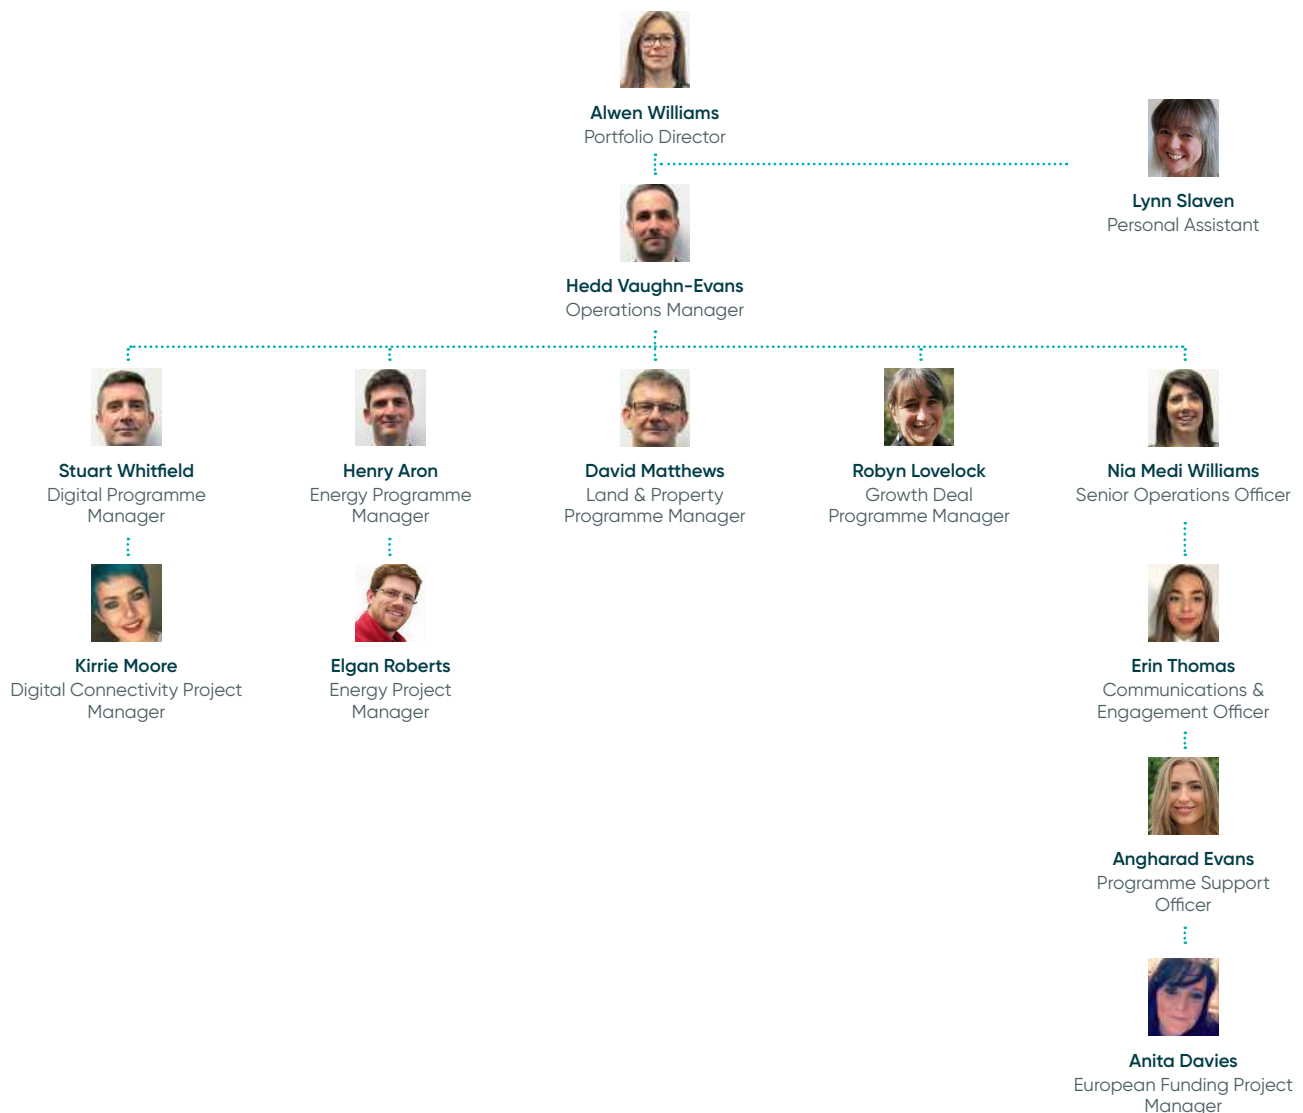 Alwen Williams
Portfolio Director
Lynn Slaven
Personal Assistant
Hedd Vaughn-Evans
Operations Manager
Stuart Whitfield
Digital Programme
Manager
Henry Aron
Energy Programme
Manager
David Matthews
Land & Property
Programme Manager
Robyn Lovelock
Growth Deal
Programme Manager
Nia Medi Williams
Senior Operations Officer
Kirrie Moore
Digital Connectivity Project
Manager
Elgan Roberts
Energy Project
Manager
Erin Thomas
Communications &
Engagement Officer
Angharad Evans
Programme Support
Officer
Anita Davies
European Funding Project
Manager